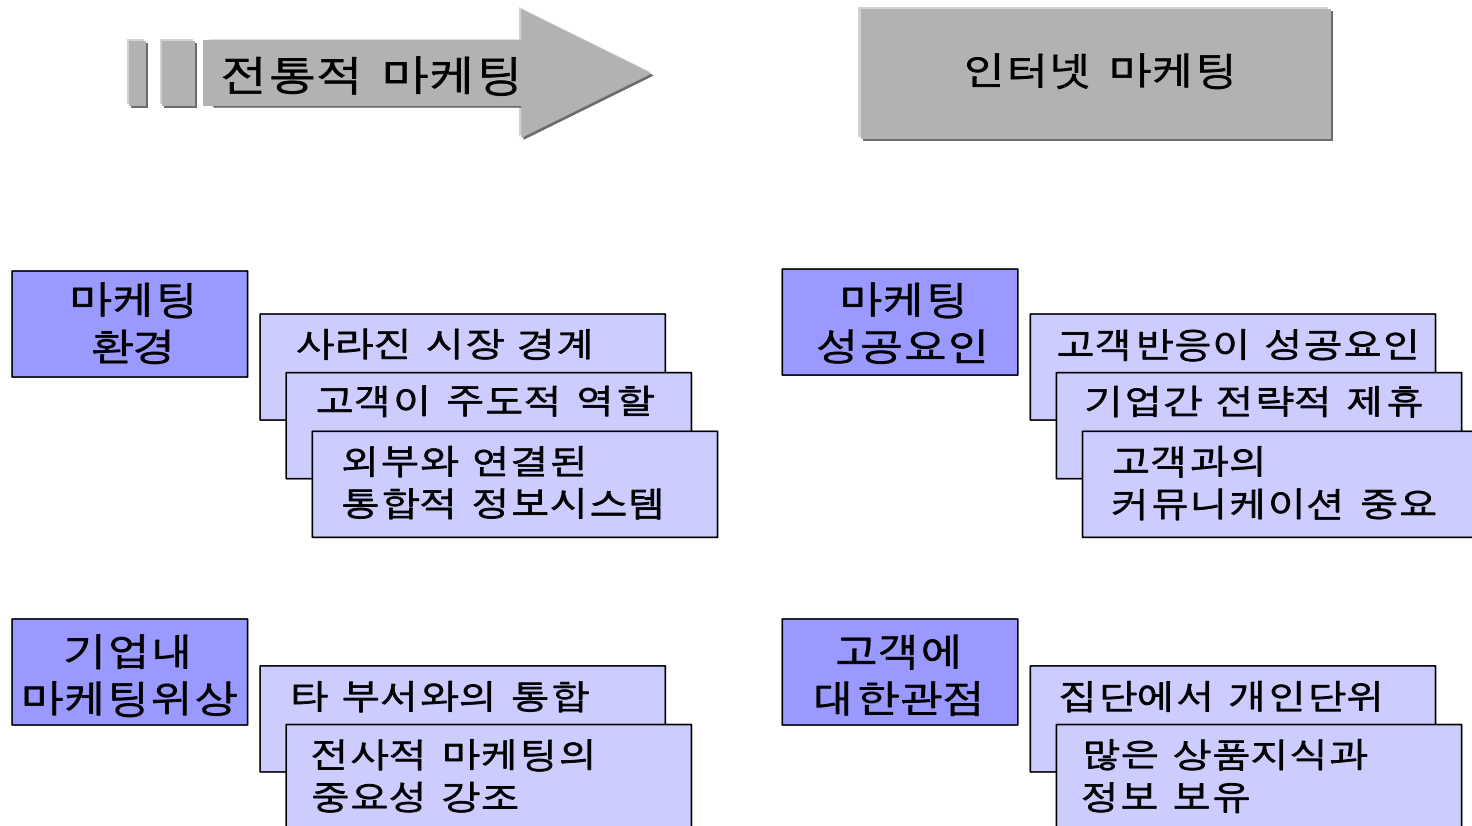 전통적 마케팅
인터넷 마케팅
마케팅
환경
사라진 시장 경계
고객이 주도적 역할
외부와 연결된
통합적 정보시스템
마케팅
성공요인
고객반응이 성공요인
기업간 전략적 제휴
고객과의
커뮤니케이션 중요
기업내
마케팅위상
타 부서와의 통합
전사적 마케팅의
중요성 강조
고객에
대한관점
집단에서 개인단위
많은 상품지식과
정보 보유